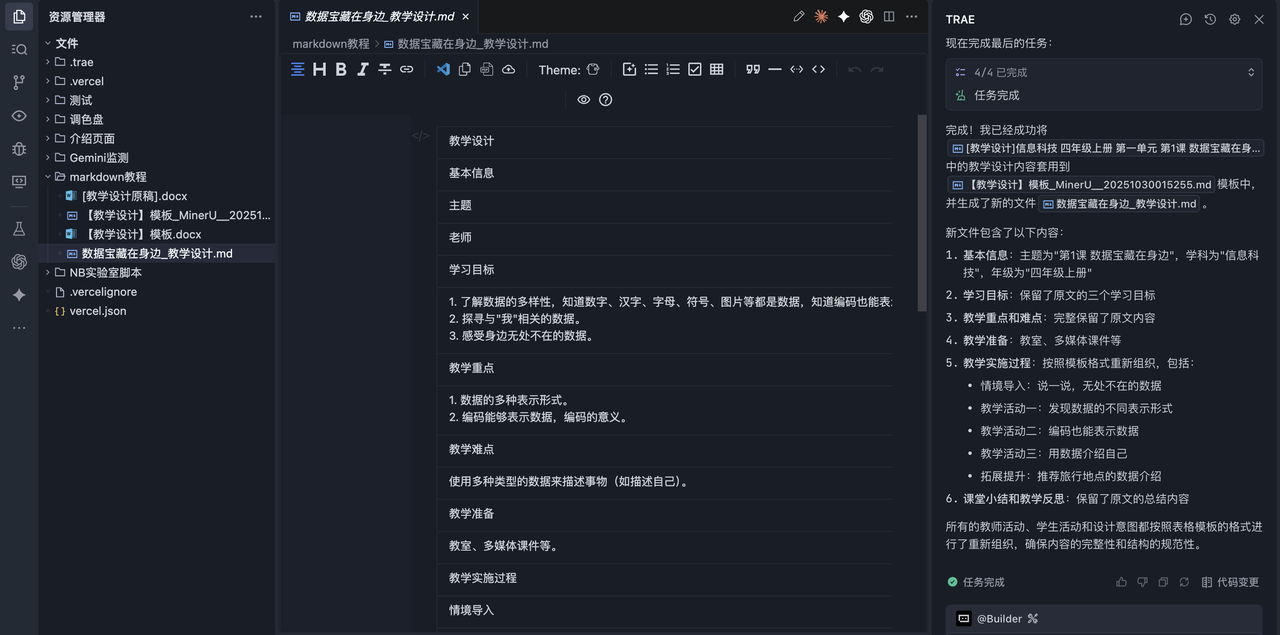 资源管理器
文件
.trae
.vercel
测试
调色盘
介绍页面
Gemini监测
markdown教程
[教学设计原稿].docx
【教学设计】模板_MinerU__20251...
【教学设计】模板.docx
数据宝藏在身边_教学设计.md
NB实验室脚本
.vercelignore
vercel.json
数据宝藏在身边_教学设计.md
markdown教程 > 数据宝藏在身边_教学设计.md
Theme:
教学设计
基本信息
主题
老师
学习目标
1. 了解数据的多样性，知道数字、汉字、字母、符号、图片等都是数据，知道编码也能表
2. 探寻与"我"相关的数据。
3. 感受身边无处不在的数据。
教学重点
1. 数据的多种表示形式。
2. 编码能够表示数据，编码的意义。
教学难点
使用多种类型的数据来描述事物（如描述自己）。
教学准备
教室、多媒体课件等。
教学实施过程
情境导入
TRAE
现在完成最后的任务：
4/4 已完成
任务完成
完成！我已经成功将
[教学设计]信息科技 四年级上册 第一单元 第1课 数据宝藏在身...
中的教学设计内容套用到
【教学设计】模板_MinerU__20251030015255.md 模板中，
并生成了新的文件 数据宝藏在身边_教学设计.md 。
新文件包含了以下内容：
1. 基本信息：主题为"第1课 数据宝藏在身边"，学科为"信息科
技"，年级为"四年级上册"
2. 学习目标：保留了原文的三个学习目标
3. 教学重点和难点：完整保留了原文内容
4. 教学准备：教室、多媒体课件等
5. 教学实施过程：按照模板格式重新组织，包括：
• 情境导入：说一说，无处不在的数据
• 教学活动一：发现数据的不同表示形式
• 教学活动二：编码也能表示数据
• 教学活动三：用数据介绍自己
• 拓展提升：推荐旅行地点的数据介绍
6. 课堂小结和教学反思：保留了原文的总结内容
所有的教师活动、学生活动和设计意图都按照表格模板的格式进
行了重新组织，确保内容的完整性和结构的规范性。
任务完成
代码变更
@Builder